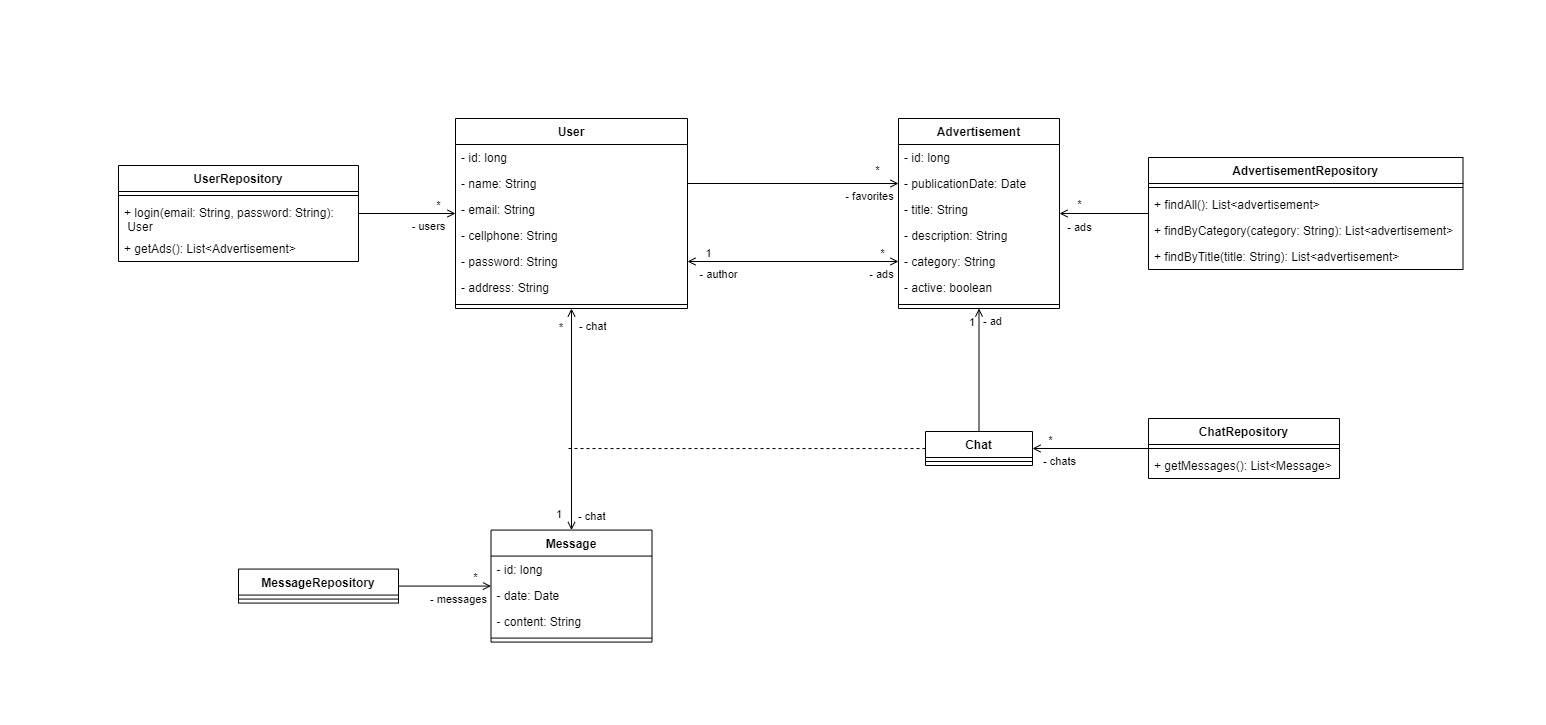 UserRepository
+ login(email: String, password: String):
User
+ getAds(): List<Advertisement>
*
- users
User
- id: long
- name: String
- email: String
- cellphone: String
- password: String
- address: String
*
- favorites
1
- author
*
- ads
Advertisement
- id: long
- publicationDate: Date
- title: String
- description: String
- category: String
- active: boolean
*
- ads
AdvertisementRepository
+ findAll(): List<advertisement>
+ findByCategory(category: String): List<advertisement>
+ findByTitle(title: String): List<advertisement>
* - chat
1 - ad
Chat
*
- chats
ChatRepository
+ getMessages(): List<Message>
1 - chat
MessageRepository
*
- messages
Message
- id: long
- date: Date
- content: String